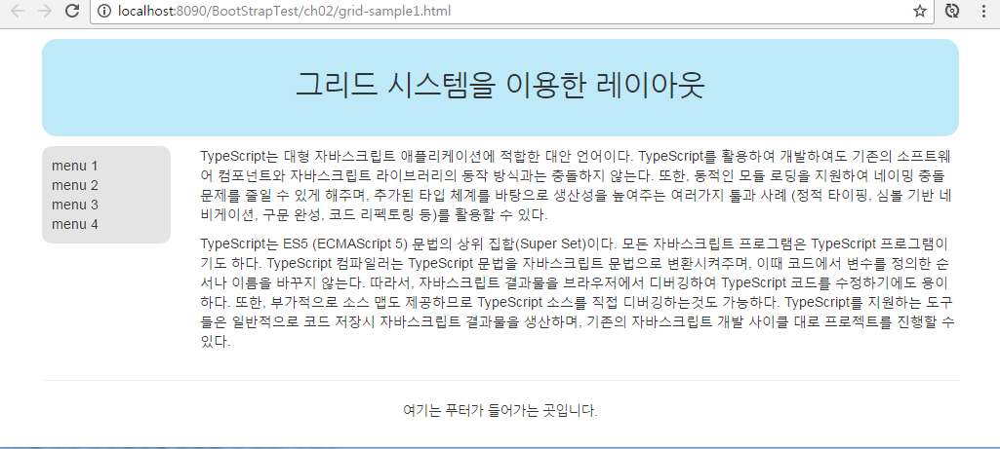 localhost:8090/BootStrapTest/ch02/grid-sample1.html
그리드 시스템을 이용한 레이아웃
menu 1
menu 2
menu 3
menu 4
TypeScript는 대형 자바스크립트 애플리케이션에 적합한 대안 언어이다. TypeScript를 활용하여 개발하여도 기존의 소프트웨
어 컴포넌트와 자바스크립트 라이브러리의 동작 방식과는 충돌하지 않는다. 또한, 동적인 모듈 로딩을 지원하여 네이밍 충돌
문제를 줄일 수 있게 해주며, 추가된 타입 체계를 바탕으로 생산성을 높여주는 여러가지 툴과 사례 (정적 타이핑, 심볼 기반 네
비게이션, 구문 완성, 코드 리펙토링 등)를 활용할 수 있다.
TypeScript는 ES5 (ECMAScript 5) 문법의 상위 집합(Super Set)이다. 모든 자바스크립트 프로그램은 TypeScript 프로그램이
기도 하다. TypeScript 컴파일러는 TypeScript 문법을 자바스크립트 문법으로 변환시켜주며, 이때 코드에서 변수를 정의한 순
서나 이름을 바꾸지 않는다. 따라서, 자바스크립트 결과물을 브라우저에서 디버깅하여 TypeScript 코드를 수정하기에도 용이
하다. 또한, 부가적으로 소스 맵도 제공하므로 TypeScript 소스를 직접 디버깅하는것도 가능하다. TypeScript를 지원하는 도구
들은 일반적으로 코드 저장시 자바스크립트 결과물을 생산하며, 기존의 자바스크립트 개발 사이클 대로 프로젝트를 진행할 수
있다.
여기는 푸터가 들어가는 곳입니다.